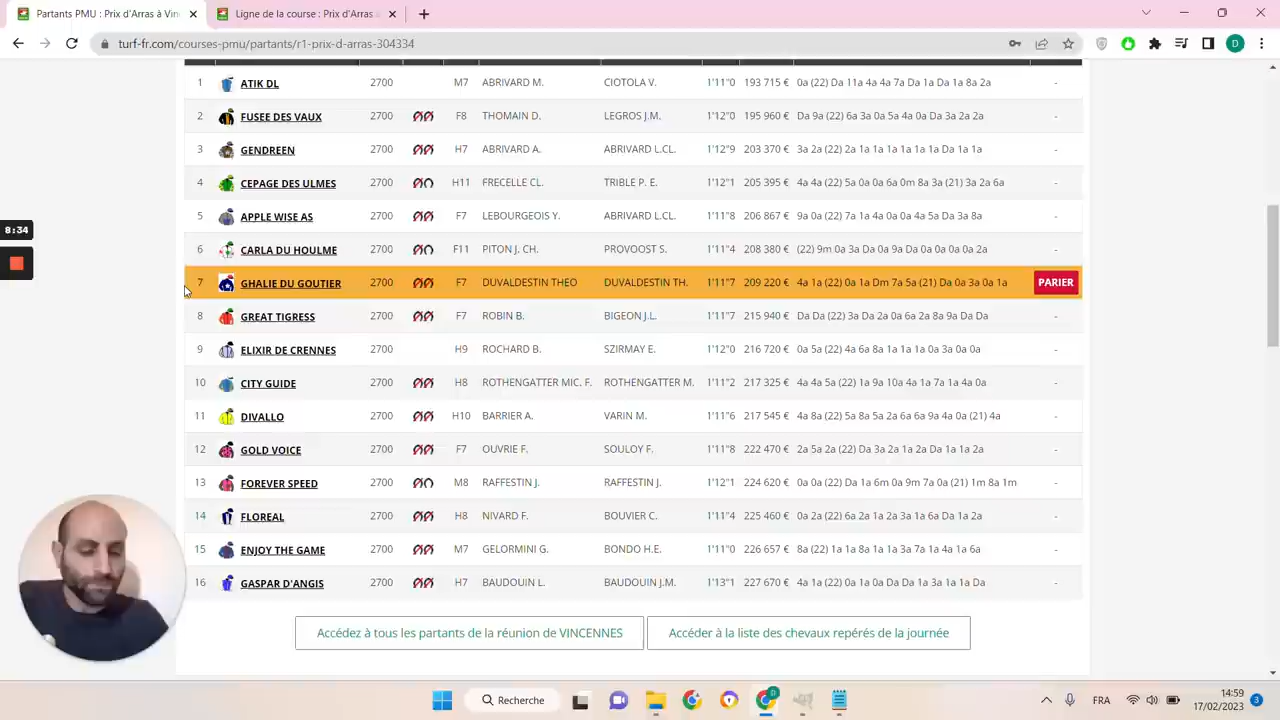 Partants PMU : Prix d'Arras à Vin
Ligne de la course : Prix d'Arras
turf-fr.com/courses-pmu/partants/r1-prix-d-arras-304334
1 ATIK DL 2700 M7 ABRIVARD M. CIOTOLA V. 1'11"0 193 715 € 0a (22) Da 11a 4a 4a 7a Da 1a Da 1a 8a 2a -
2 FUSEE DES VAUX 2700 F8 THOMAIN D. LEGROS J.M. 1'12"0 195 960 € Da 9a (22) 6a 3a 0a 5a 4a 0a Da 3a 2a 2a -
3 GENDREEN 2700 H7 ABRIVARD A. ABRIVARD L.CL. 1'12"9 203 370 € 3a 2a (22) 2a 1a 1a 1a 1a 1a Da 1a 1a -
4 CEPAGE DES ULMES 2700 H11 FRECELLE CL. TRIBLE P. E. 1'12"1 205 395 € 4a 4a (22) 5a 0a 0a 6a 0m 8a 3a (21) 3a 2a 6a -
5 APPLE WISE AS 2700 F7 LEBOURGEOIS Y. ABRIVARD L.CL. 1'11"8 206 867 € 9a 0a (22) 7a 1a 4a 0a 0a 4a 5a Da 3a 8a -
8:34
6 CARLA DU HOULME 2700 F11 PITON J. CH. PROVOOST S. 1'11"4 208 380 € (22) 9m 0a 3a Da 0a 9a Da 0a 0a 0a 0a 2a -
7 GHALIE DU GOUTIER 2700 F7 DUVALDESTIN THEO DUVALDESTIN TH. 1'11"7 209 220 € 4a 1a (22) 0a 1a Dm 7a 5a (21) Da 0a 3a 0a 1a PARIER
8 GREAT TIGRESS 2700 F7 ROBIN B. BIGEON J.L. 1'11"7 215 940 € Da Da (22) 3a Da 2a 0a 6a 2a 3a 9a Da Da -
9 ELIXIR DE CRENNES 2700 H9 ROCHARD B. SZIRMAY E. 1'12"0 216 720 € 0a 5a (22) 4a 6a 8a 1a 1a 1a 0a 3a 0a 0a -
10 CITY GUIDE 2700 H8 ROTHENGATTER MIC. F. ROTHENGATTER M. 1'11"2 217 325 € 4a 4a 5a (22) 1a 9a 10a 4a 1a 7a 1a 4a 0a -
11 DIVALLO 2700 H10 BARRIER A. VARIN M. 1'11"6 217 545 € 4a 8a (22) 5a 8a 5a 2a 6a 6a 9a 4a 0a (21) 4a -
12 GOLD VOICE 2700 F7 OUVRIE F. SOULOY F. 1'11"8 222 470 € 2a 5a 2a (22) Da 3a 2a 1a 2a Da 1a 1a 2a -
13 FOREVER SPEED 2700 M8 RAFFESTIN J. RAFFESTIN J. 1'12"1 224 620 € 0a 0a (22) Da 1a 6m 0a 9m 7a 0a (21) 1m 8a 1m -
14 FLOREAL 2700 H8 NIVARD F. BOUVIER C. 1'11"4 225 460 € 0a 2a (22) 6a 2a 1a 2a 3a 1a 6a Da 1a 2a -
15 ENJOY THE GAME 2700 M7 GELORMINI G. BONDO H.E. 1'11"0 226 657 € 8a (22) 1a 1a 8a 1a 1a 3a 7a 1a 4a 1a 6a -
16 GASPAR D'ANGIS 2700 H7 BAUDOUIN L. BAUDOUIN J.M. 1'13"1 227 670 € 4a 1a (22) 0a 1a 0a Da Da 1a 3a 1a 1a Da -
Accédez à tous les partants de la réunion de VINCENNES
Accéder à la liste des chevaux repérés de la journée
Recherche
FRA
14:59
17/02/2023
3